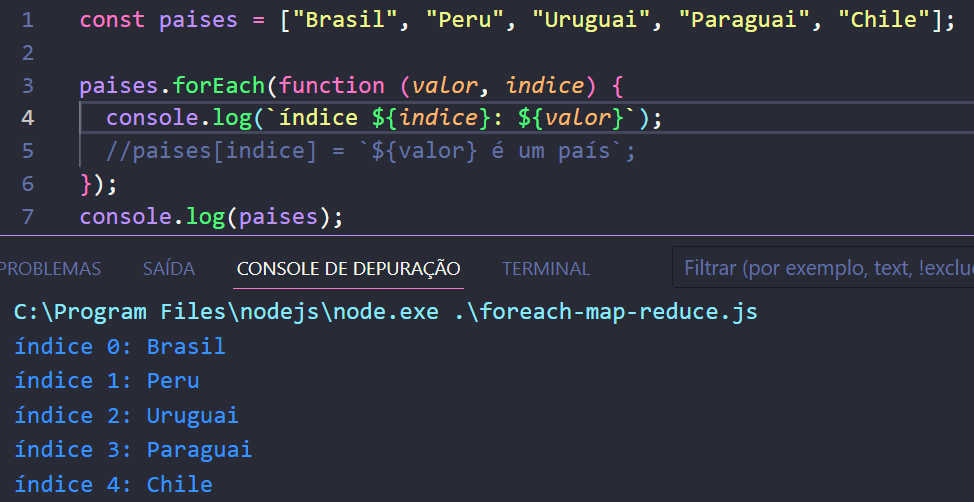 1 const paises = ["Brasil", "Peru", "Uruguai", "Paraguai", "Chile"];
2
3 paises.forEach(function (valor, indice) {
4 console.log(`índice ${indice}: ${valor}`);
5 //paises[indice] = `${valor} é um país`;
6 });
7 console.log(paises);
PROBLEMAS SAÍDA CONSOLE DE DEPURAÇÃO TERMINAL Filtrar (por exemplo, text, !exclu
C:\Program Files\nodejs\node.exe .\foreach-map-reduce.js
índice 0: Brasil
índice 1: Peru
índice 2: Uruguai
índice 3: Paraguai
índice 4: Chile